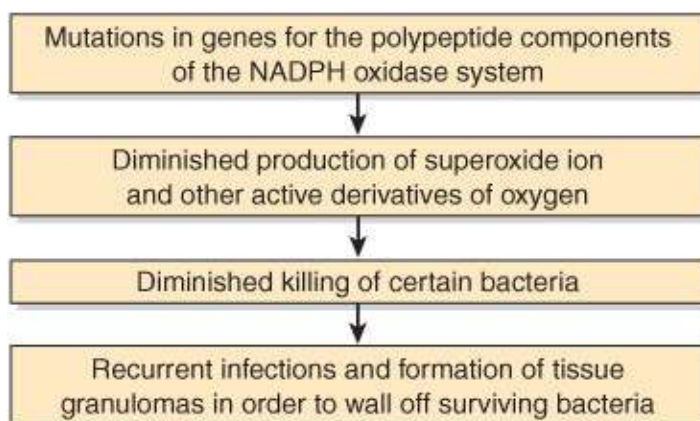 Mutations in genes for the polypeptide components
of the NADPH oxidase system
Diminished production of superoxide ion
and other active derivatives of oxygen
Diminished killing of certain bacteria
Recurrent infections and formation of tissue
granulomas in order to wall off surviving bacteria